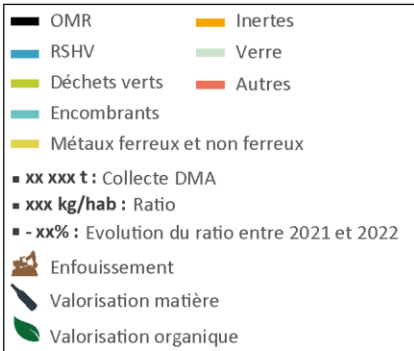 OMR
Inertes
RSHV
Verre
Déchets verts
Autres
Encombrants
Métaux ferreux et non ferreux
▪ xx xxx t : Collecte DMA
▪ xxx kg/hab : Ratio
▪ - xx% : Evolution du ratio entre 2021 et 2022
Enfouissement
Valorisation matière
Valorisation organique